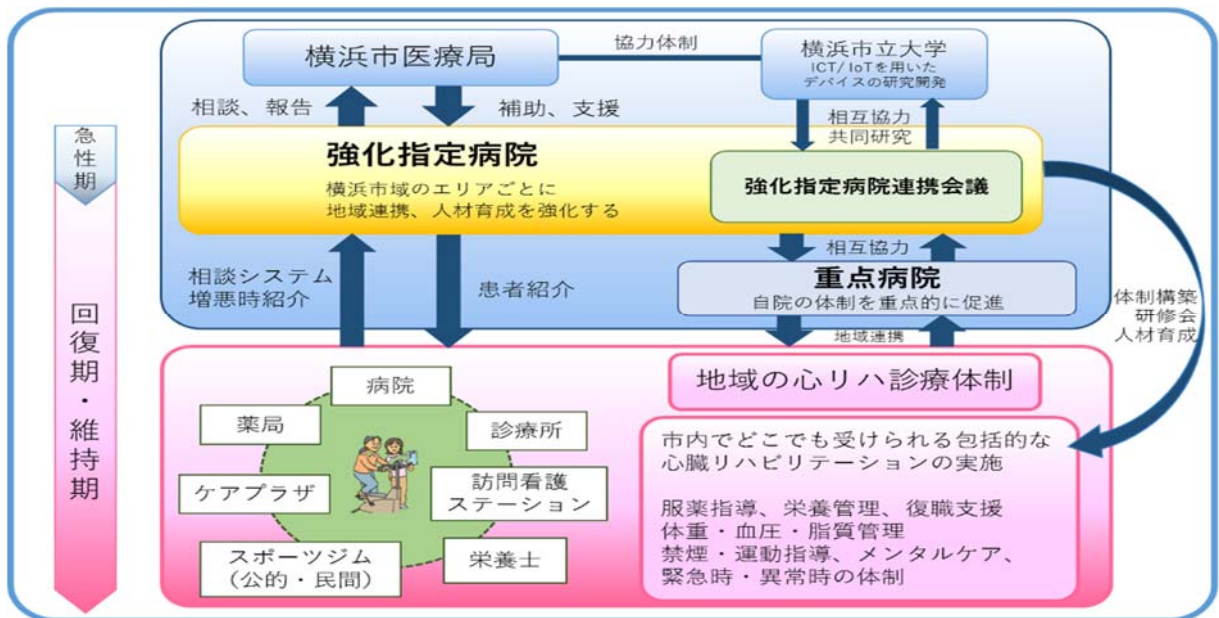 横浜市医療局
協力体制
横浜市立大学
ICT/IoTを用いた
デバイスの研究開発
相談、報告
補助、支援
相互協力
共同研究
急性期
強化指定病院
横浜市域のエリアごとに
地域連携、人材育成を強化する
強化指定病院連携会議
相談システム
増悪時紹介
患者紹介
相互協力
重点病院
自院の体制を重点的に促進
地域連携
体制構築
研修会
人材育成
回復期・維持期
病院
薬局
診療所
ケアプラザ
訪問看護
ステーション
スポーツジム
（公的・民間）
栄養士
地域の心リハ診療体制
市内でどこでも受けられる包括的な
心臓リハビリテーションの実施
服薬指導、栄養管理、復職支援
体重・血圧・脂質管理
禁煙・運動指導、メンタルケア、
緊急時・異常時の体制